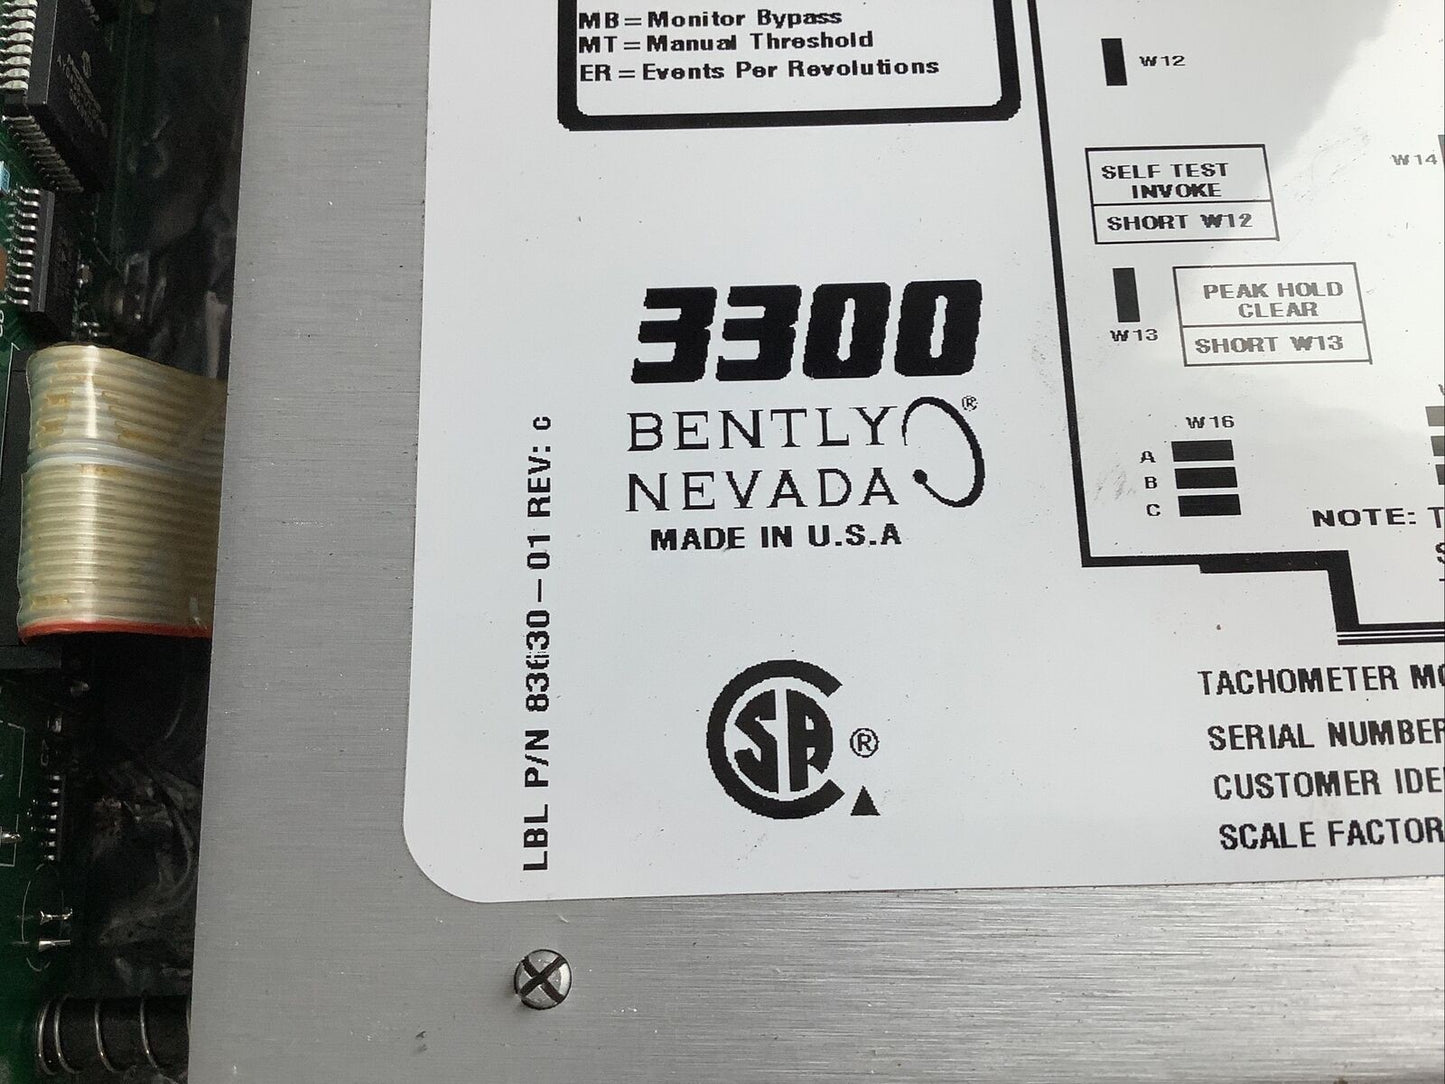 MB=Monitor Bypass
MT=Manual Threshold
ER=Events Per Revolutions
W12
W14
SELF TEST
INVOKE
SHORT W12
W13
PEAK HOLD
CLEAR
SHORT W13
3300
BENTLY
NEVADA
®
MADE IN U.S.A
W16
A
B
C
NOTE:
LBL P/N 83630-01 REV: C
SA
®
TACHOMETER
SERIAL NUMBER
CUSTOMER
SCALE FACTOR